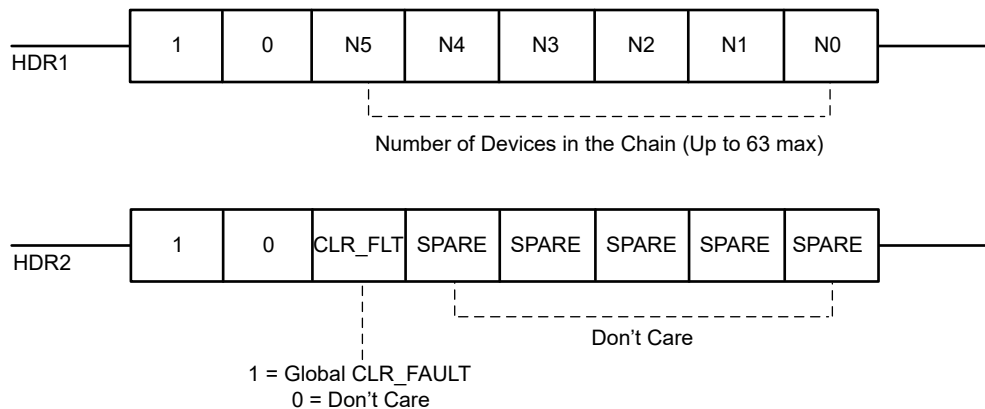 1 0 N5 N4 N3 N2 N1 N0
HDR1
Number of Devices in the Chain (Up to 63 max)
1 0 CLR_FLT SPARE SPARE SPARE SPARE SPARE
HDR2
Don't Care
1 = Global CLR_FAULT
0 = Don't Care